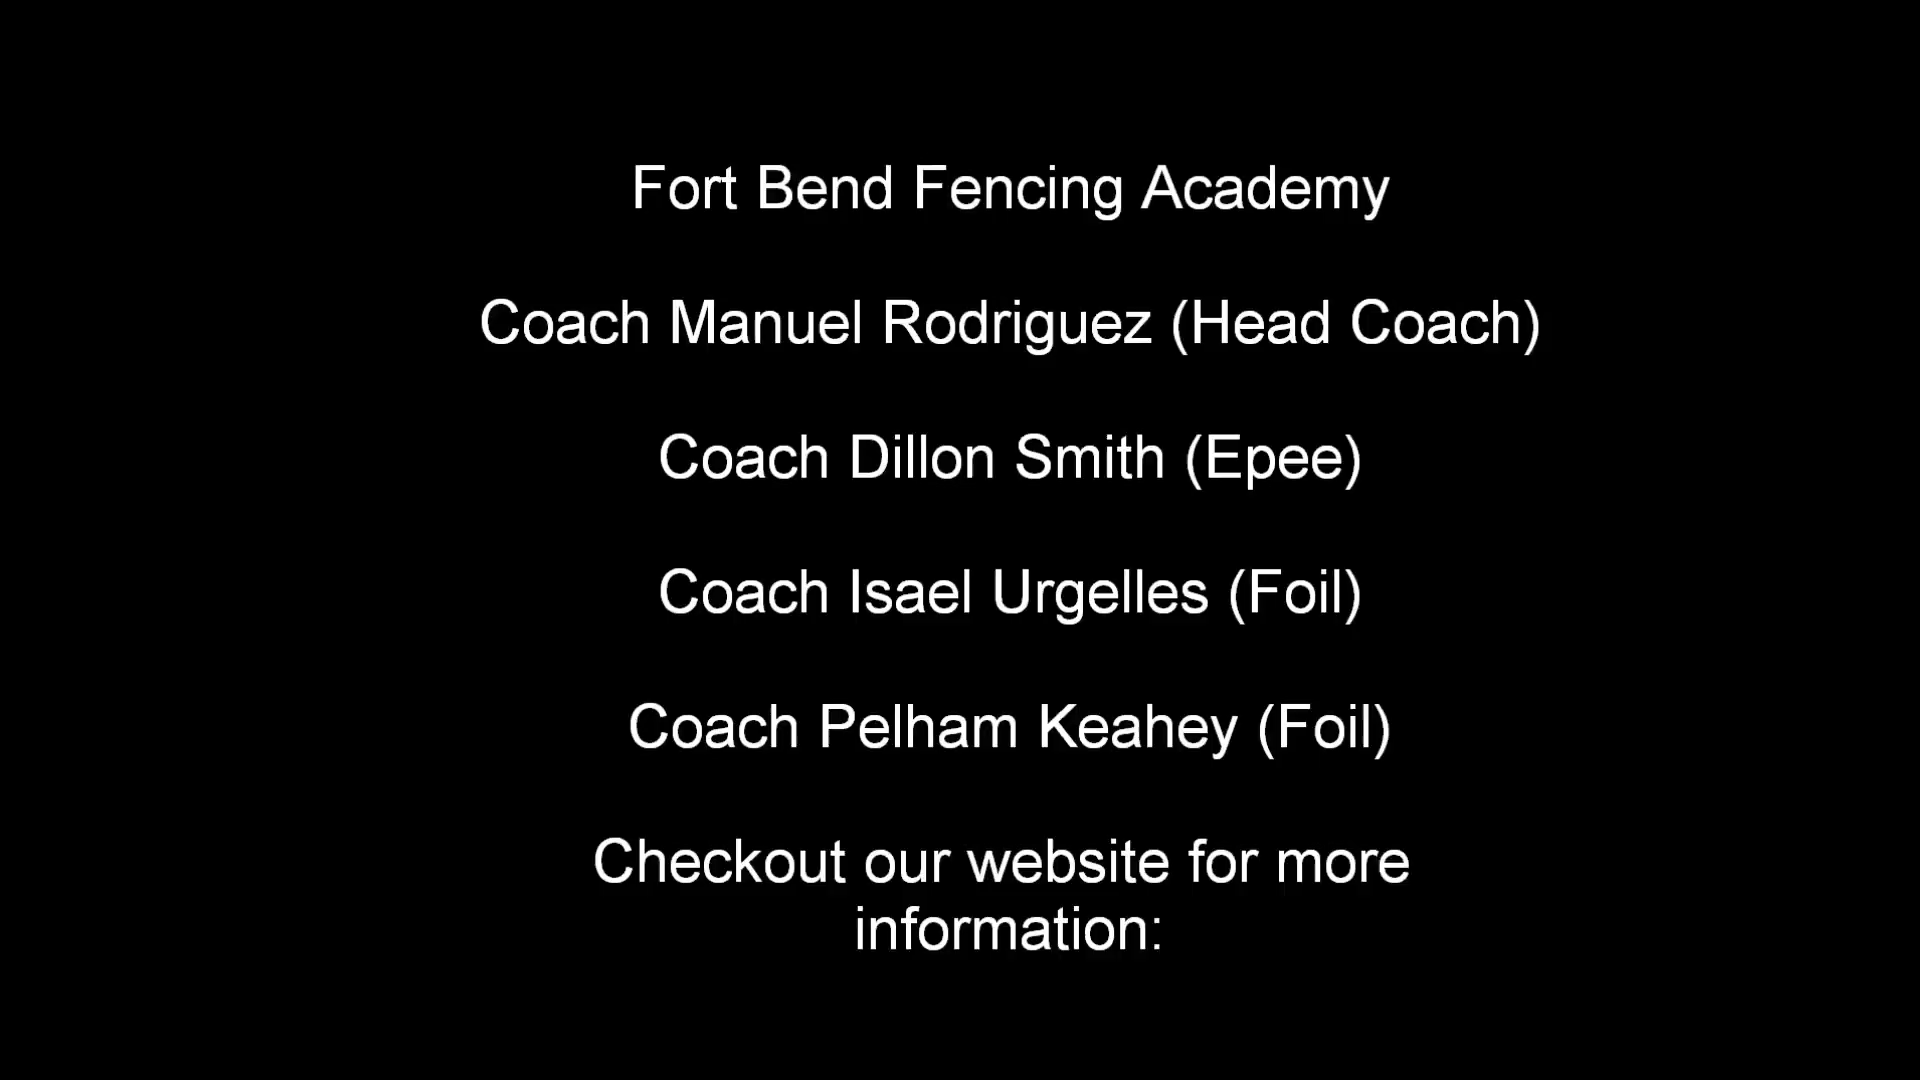 Fort Bend Fencing Academy
Coach Manuel Rodriguez (Head Coach)
Coach Dillon Smith (Epee)
Coach Isael Urgelles (Foil)
Coach Pelham Keahey (Foil)
Checkout our website for more
information: